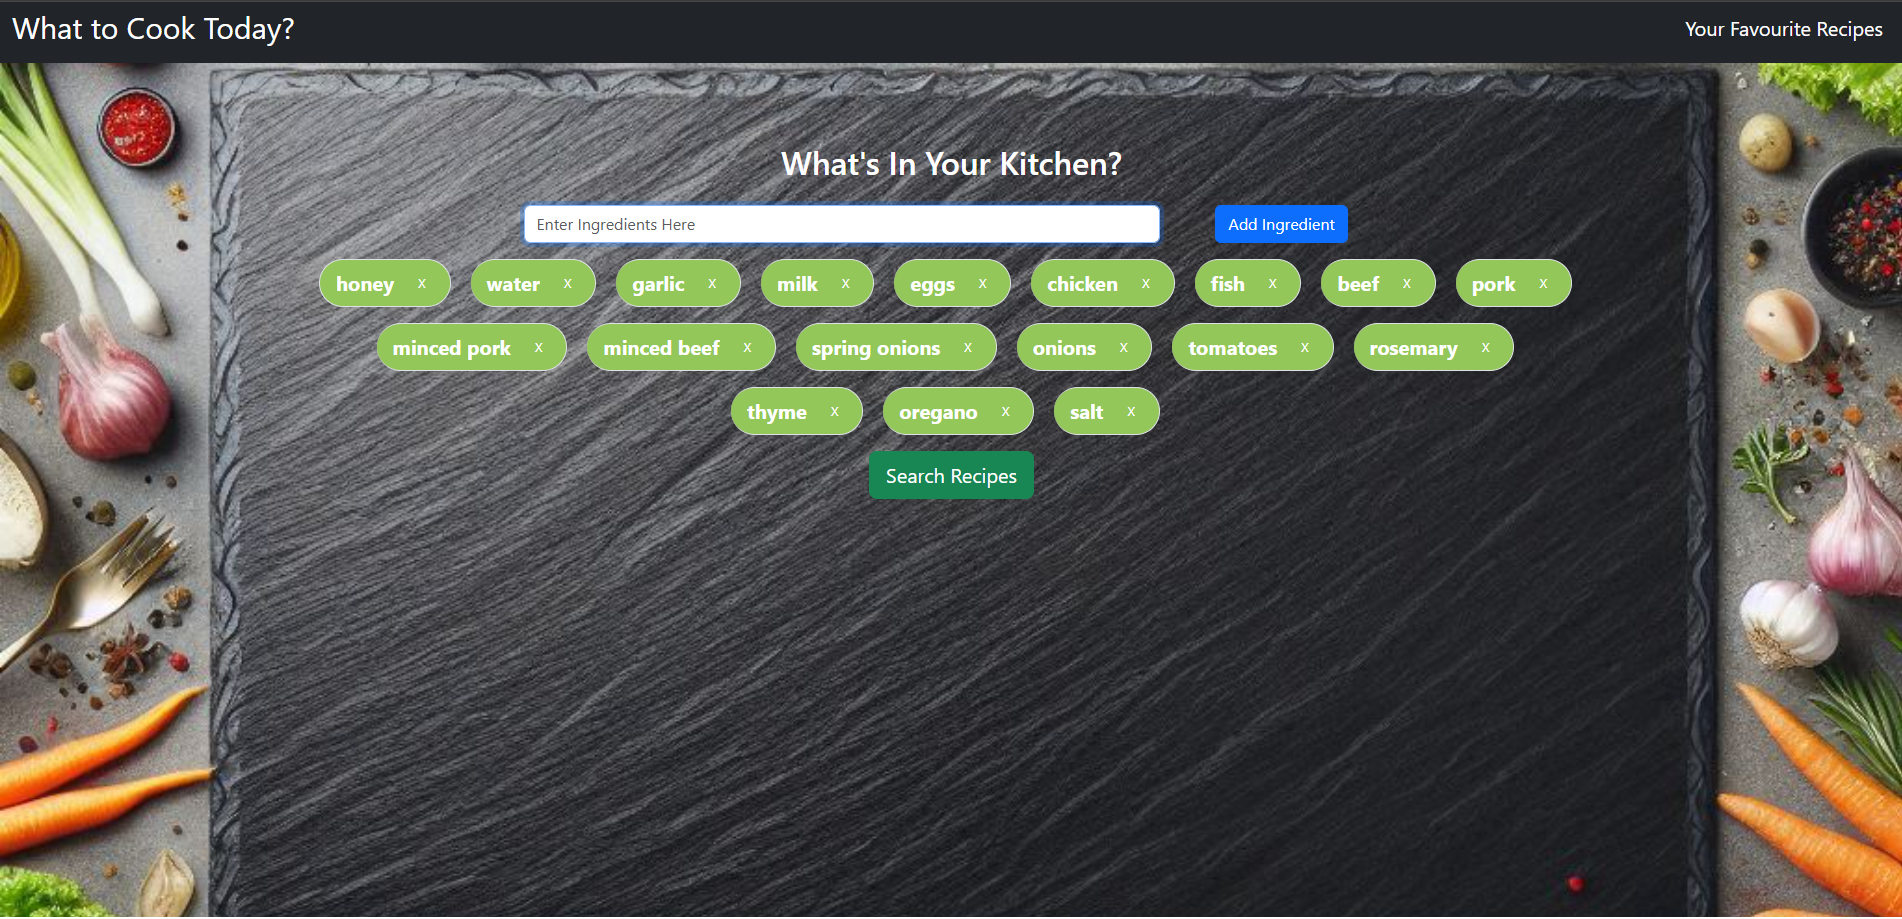 What to Cook Today? Your Favourite Recipes
What's In Your Kitchen?
Enter Ingredients Here Add Ingredient
honey x water x garlic x milk x eggs x chicken x fish x beef x pork x
minced pork x minced beef x spring onions x onions x tomatoes x rosemary x
thyme x oregano x salt x
Search Recipes